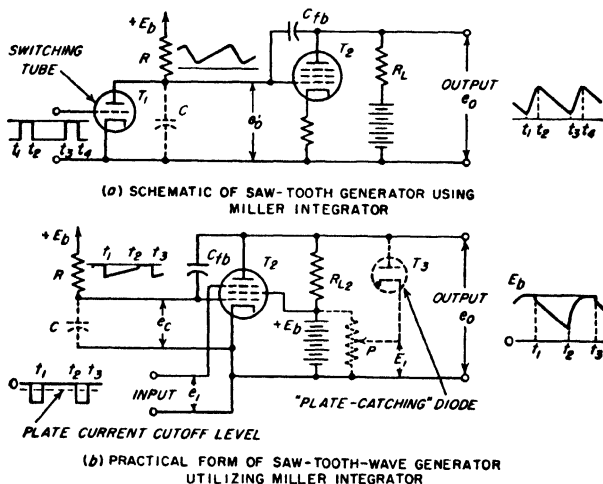 +Eb
Cfb
SWITCHING
TUBE
R
T2
T1
RL
OUTPUT
eo
C
e'o
t1 t2 t3 t4
t1 t2 t3 t4
(a) SCHEMATIC OF SAW-TOOTH GENERATOR USING
MILLER INTEGRATOR
+Eb
R
t1 t2 t3
Cfb
T2
T3
RL2
OUTPUT
eo
Eb
C
ec
+Eb
P
E1
O
t1 t2 t3
O t1 t2 t3
INPUT
e1
"PLATE-CATCHING" DIODE
PLATE CURRENT CUTOFF LEVEL
(b) PRACTICAL FORM OF SAW-TOOTH-WAVE GENERATOR
UTILIZING MILLER INTEGRATOR